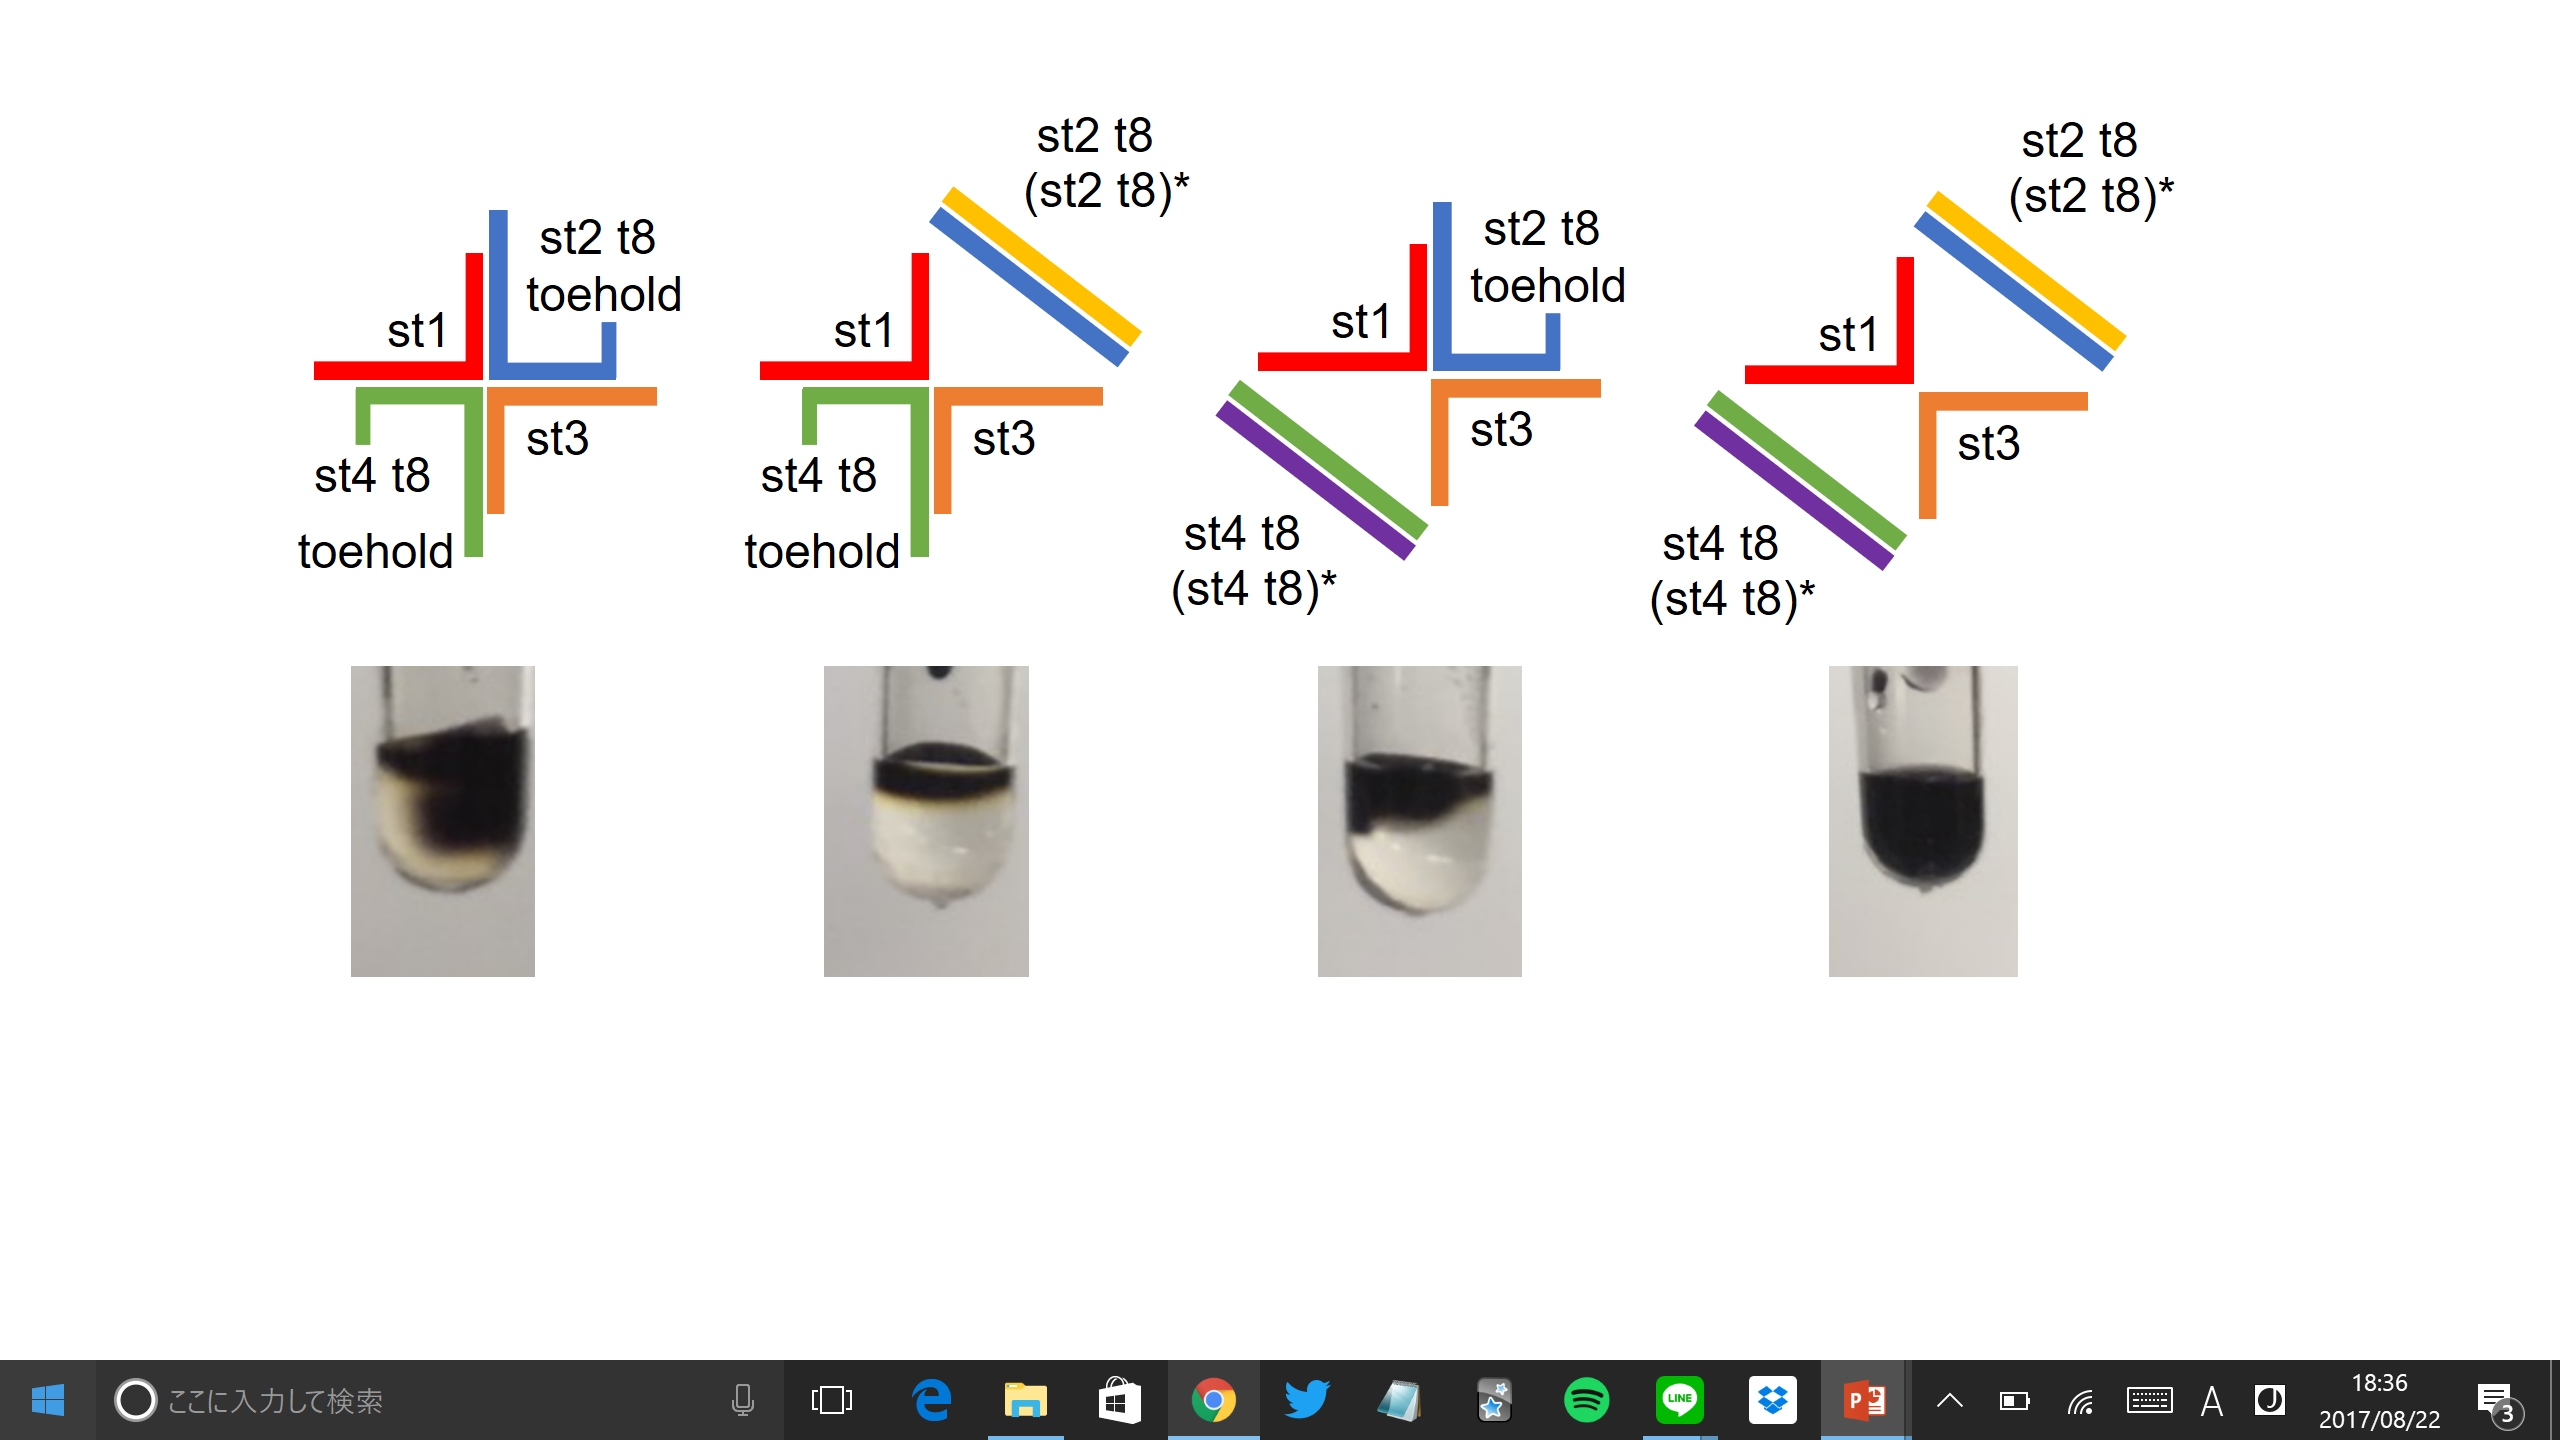 st2 t8
toehold
st1
st3
st4 t8
toehold
st2 t8
(st2 t8)*
st1
st3
st4 t8
toehold
st2 t8
toehold
st1
st3
st4 t8
(st4 t8)*
st2 t8
(st2 t8)*
st1
st3
st4 t8
(st4 t8)*
ここに入力して検索
LINE
P
A
J
18:36
2017/08/22
3